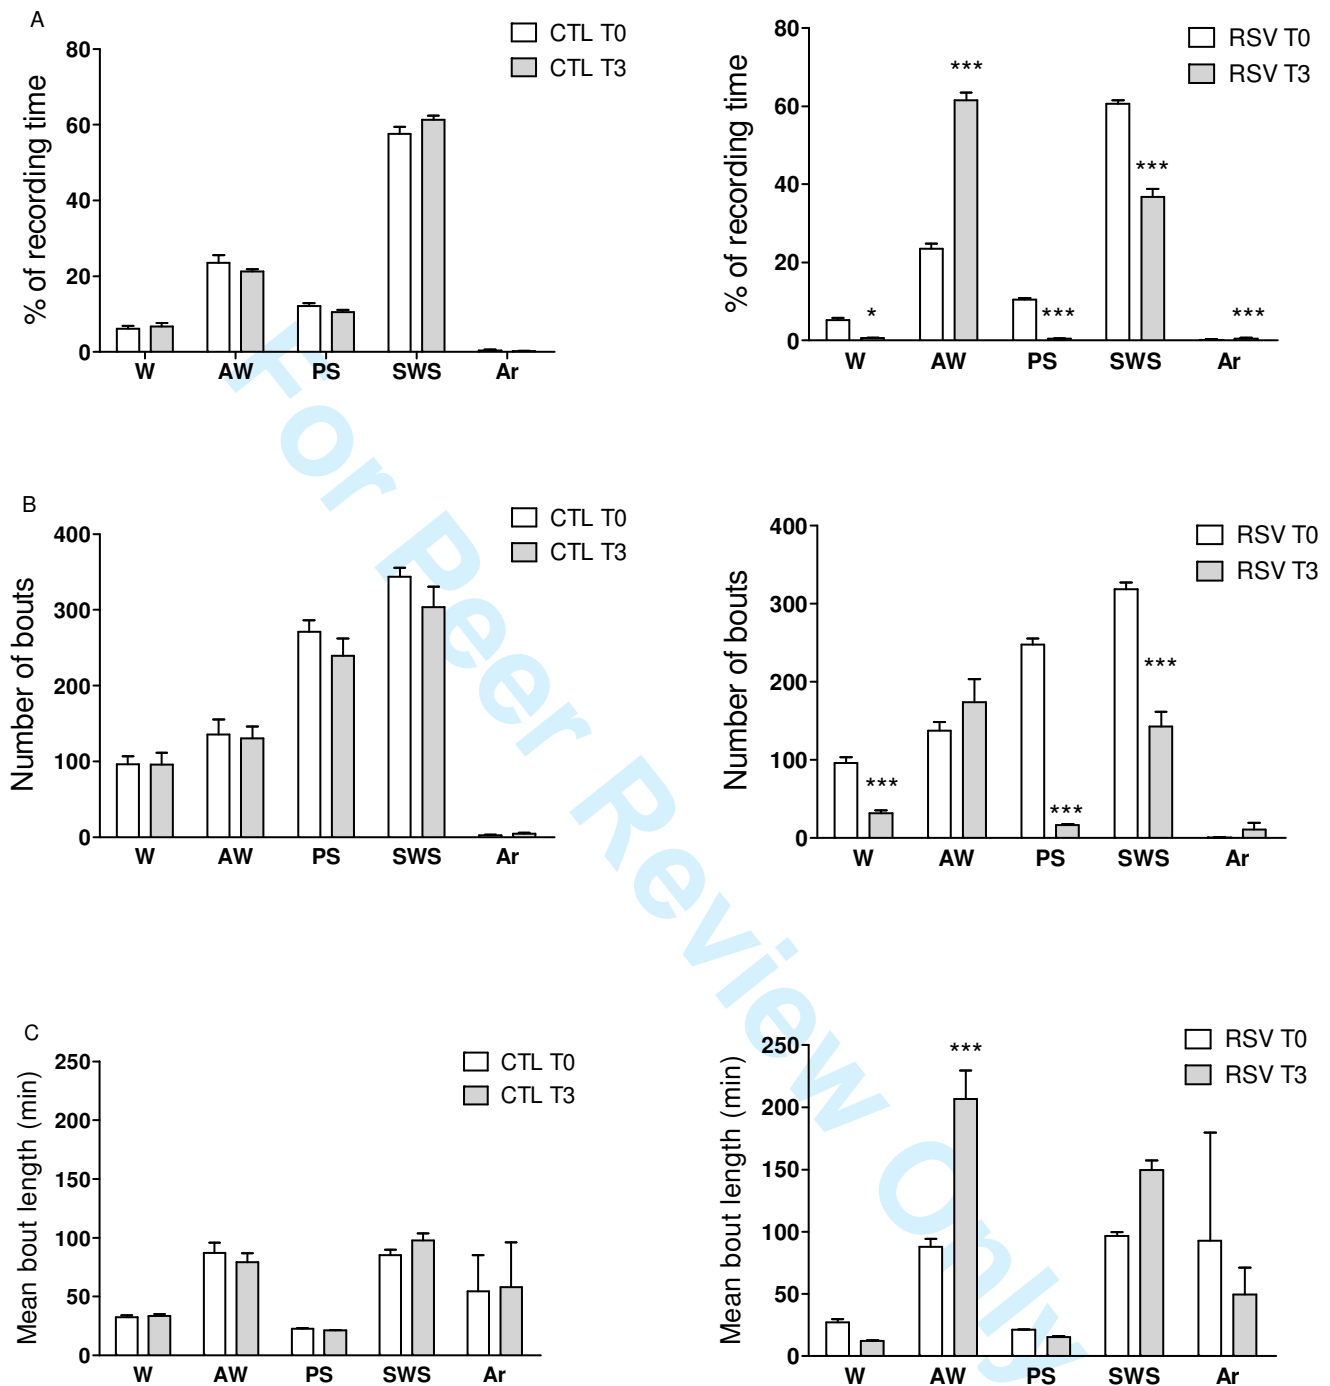 A
CTL T0
CTL T3
% of recording time
80
60
40
20
0
W AW PS SWS Ar
RSV T0
RSV T3
% of recording time
80
60
40
20
0
***
***
*
***
***
W AW PS SWS Ar
B
CTL T0
CTL T3
Number of bouts
400
300
200
100
0
W AW PS SWS Ar
RSV T0
RSV T3
Number of bouts
400
300
200
100
0
***
***
***
W AW PS SWS Ar
C
CTL T0
CTL T3
Mean bout length (min)
250
200
150
100
50
0
W AW PS SWS Ar
RSV T0
RSV T3
Mean bout length (min)
250
200
150
100
50
0
***
W AW PS SWS Ar
For Peer Review Only